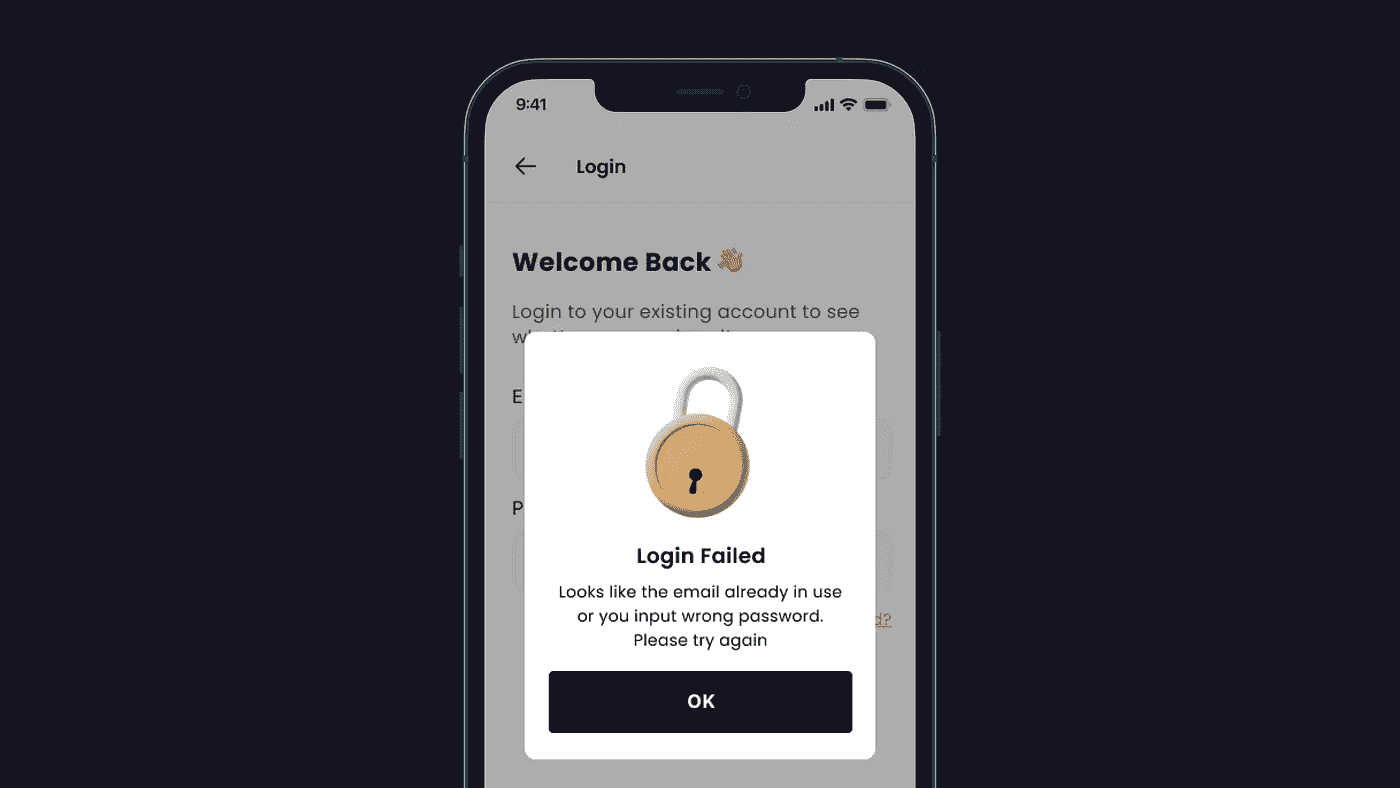 9:41
Login
Welcome Back 👋
Login to your existing account to see
E
P
d?
Login Failed
Looks like the email already in use
or you input wrong password.
Please try again
OK